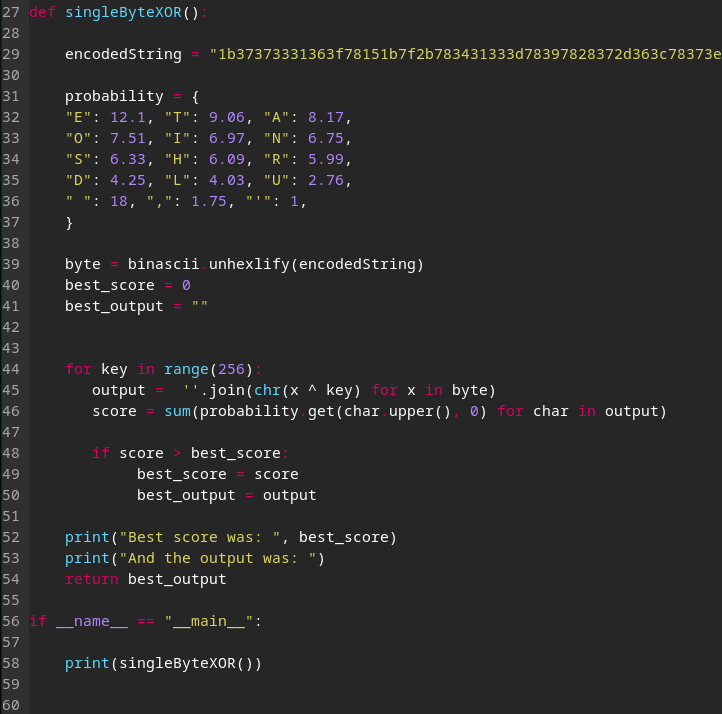 27 def singleByteXOR():
28
29     encodedString = "1b37373331363f78151b7f2b783431333d78397828372d363c78373e
30
31     probability = {
32     "E": 12.1, "T": 9.06, "A": 8.17,
33     "O": 7.51, "I": 6.97, "N": 6.75,
34     "S": 6.33, "H": 6.09, "R": 5.99,
35     "D": 4.25, "L": 4.03, "U": 2.76,
36     " ": 18, ",": 1.75, "'": 1,
37     }
38
39     byte = binascii.unhexlify(encodedString)
40     best_score = 0
41     best_output = ""
42
43
44     for key in range(256):
45        output =  ''.join(chr(x ^ key) for x in byte)
46        score = sum(probability.get(char.upper(), 0) for char in output)
47
48        if score > best_score:
49             best_score = score
50             best_output = output
51
52     print("Best score was: ", best_score)
53     print("And the output was: ")
54     return best_output
55
56 if __name__ == "__main__":
57
58     print(singleByteXOR())
59
60